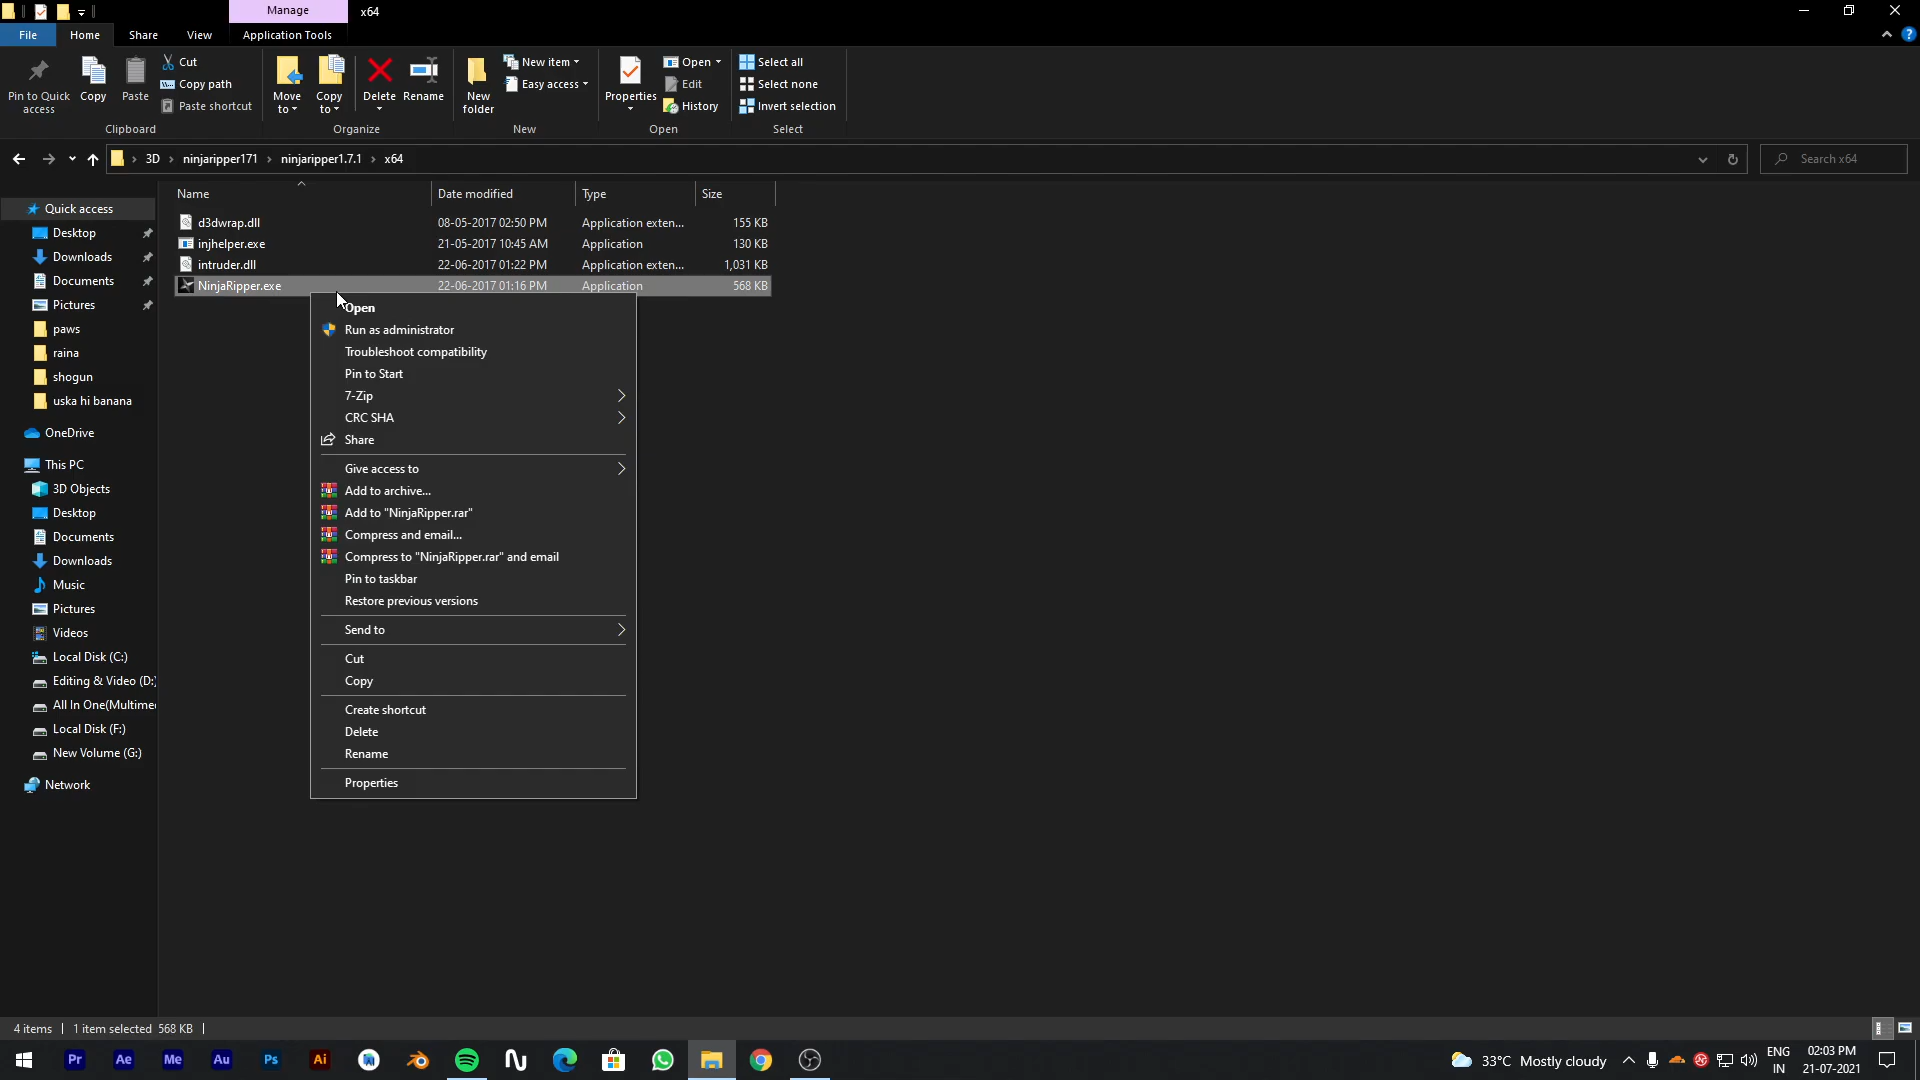 Manage
x64
File
Home
Share
View
Application Tools
Pin to Quick access
Copy
Paste
Cut
Copy path
Paste shortcut
Clipboard
Move to
Copy to
Delete
Rename
Organize
New folder
New item
Easy access
New
Properties
Open
Edit
History
Open
Select all
Select none
Invert selection
Select
3D
ninjaripper171
ninjaripper1.7.1
x64
Search x64
Name
Date modified
Type
Size
d3dwrap.dll 08-05-2017 02:50 PM Application exten... 155 KB
injhelper.exe 21-05-2017 10:45 AM Application 130 KB
intruder.dll 22-06-2017 01:22 PM Application exten... 1,031 KB
NinjaRipper.exe 22-06-2017 01:16 PM Application 568 KB
Quick access
Desktop
Downloads
Documents
Pictures
paws
raina
shogun
uska hi banana
OneDrive
This PC
3D Objects
Desktop
Documents
Downloads
Music
Pictures
Videos
Local Disk (C:)
Editing & Video (D:)
All In One(Multime
Local Disk (F:)
New Volume (G:)
Network
Open
Run as administrator
Troubleshoot compatibility
Pin to Start
7-Zip
CRC SHA
Share
Give access to
Add to archive...
Add to "NinjaRipper.rar"
Compress and email...
Compress to "NinjaRipper.rar" and email
Pin to taskbar
Restore previous versions
Send to
Cut
Copy
Create shortcut
Delete
Rename
Properties
4 items
1 item selected 568 KB
Pr
Ae
Me
Au
Ps
Ai
33°C Mostly cloudy
ENG
IN
02:03 PM
21-07-2021